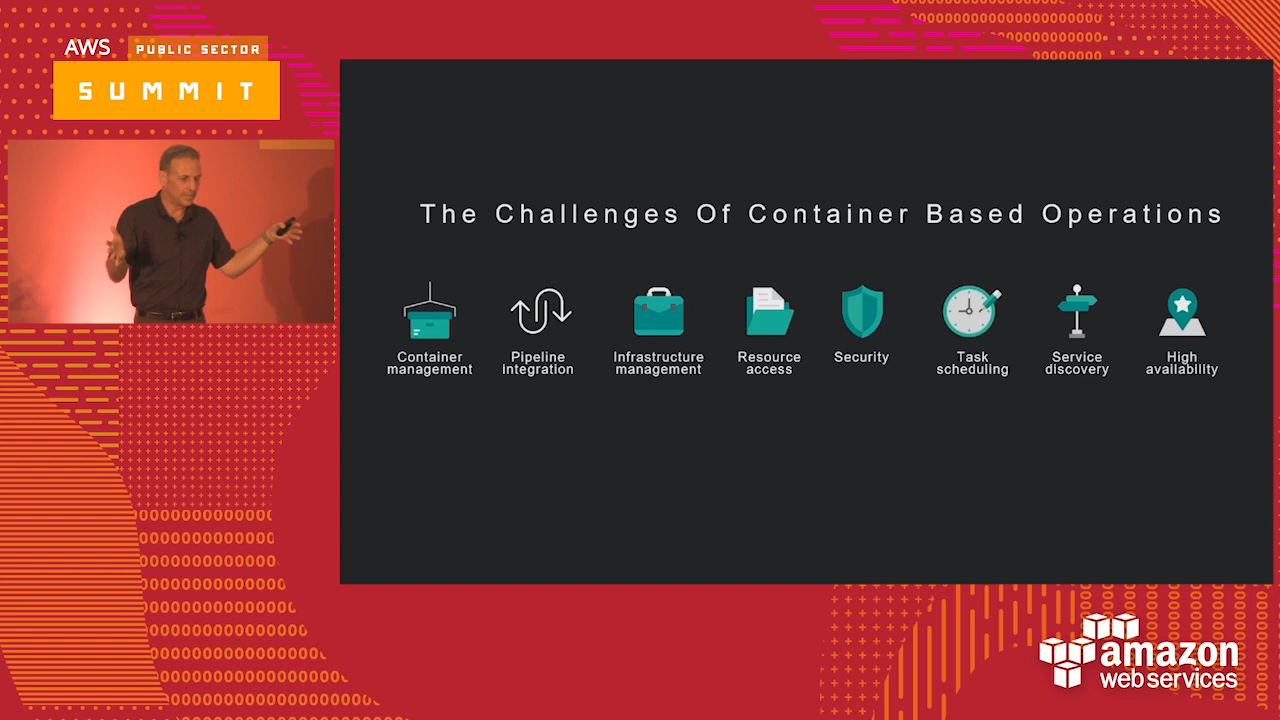 AWS PUBLIC SECTOR
SUMMIT
The Challenges Of Container Based Operations
Container
management
Pipeline
integration
Infrastructure
management
Resource
access
Security
Task
scheduling
Service
discovery
High
availability
amazon
web services